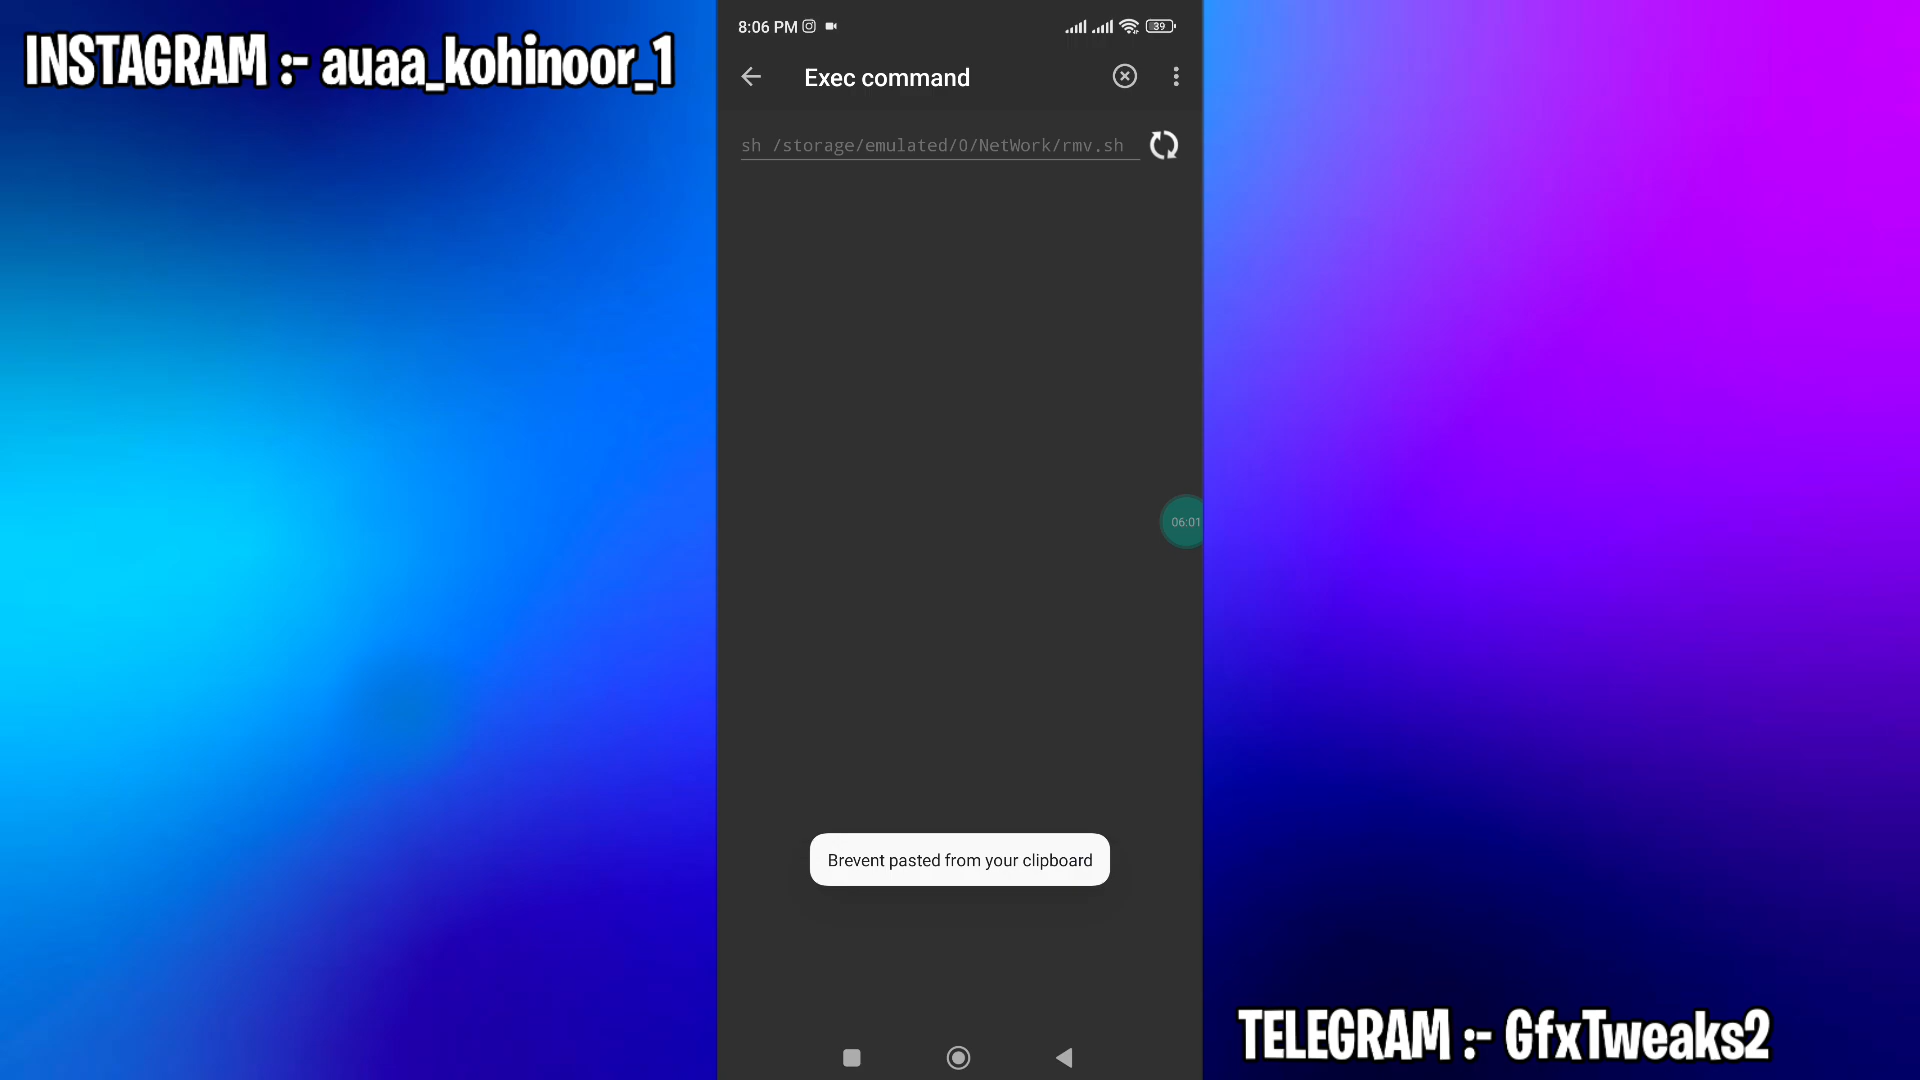 INSTAGRAM :- auaa_kohinoor_1
8:06 PM
39
Exec command
sh /storage/emulated/0/NetWork/rmv.sh
06:01
Brevent pasted from your clipboard
TELEGRAM :- GfxTweaks2